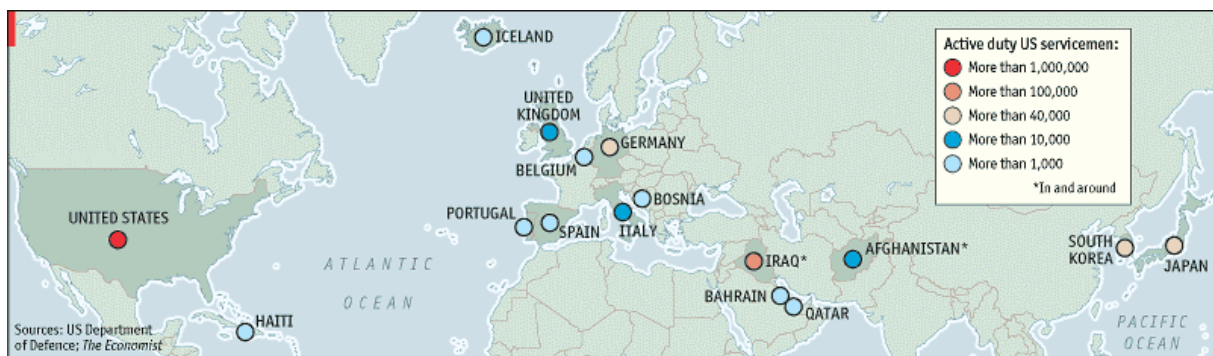 ICELAND
UNITED
KINGDOM
GERMANY
BELGIUM
BOSNIA
PORTUGAL
SPAIN
ITALY
UNITED STATES
ATLANTIC
OCEAN
HAITI
IRAQ*
AFGHANISTAN*
BAHRAIN
QATAR
SOUTH
KOREA
JAPAN
PACIFIC
OCEAN
Active duty US servicemen:
More than 1,000,000
More than 100,000
More than 40,000
More than 10,000
More than 1,000
*In and around
Sources: US Department
of Defence; The Economist